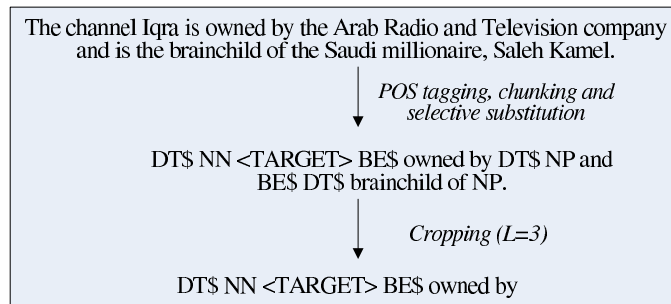 The channel Iqra is owned by the Arab Radio and Television company
and is the brainchild of the Saudi millionaire, Saleh Kamel.
POS tagging, chunking and
selective substitution
DT$ NN <TARGET> BE$ owned by DT$ NP and
BE$ DT$ brainchild of NP.
Cropping (L=3)
DT$ NN <TARGET> BE$ owned by